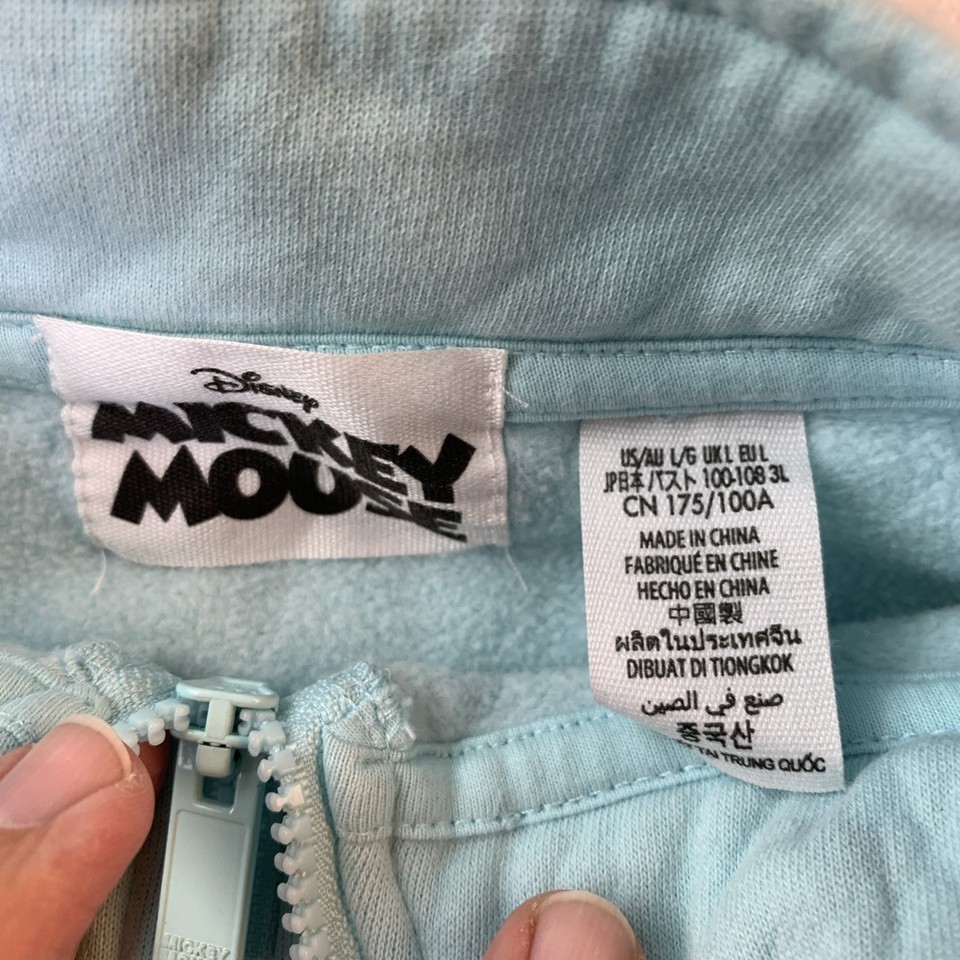 Disney
MICKEY
MOUSE
US/AU L/G UK L EU L
JP日本 バスト 100-108 3L
CN 175/100A
MADE IN CHINA
FABRIQUÉ EN CHINE
HECHO EN CHINA
中國製
ผลิตในประเทศจีน
DIBUAT DI TIONGKOK
صنع في الصين
중국산
TẠI TRUNG QUỐC
MICKEY